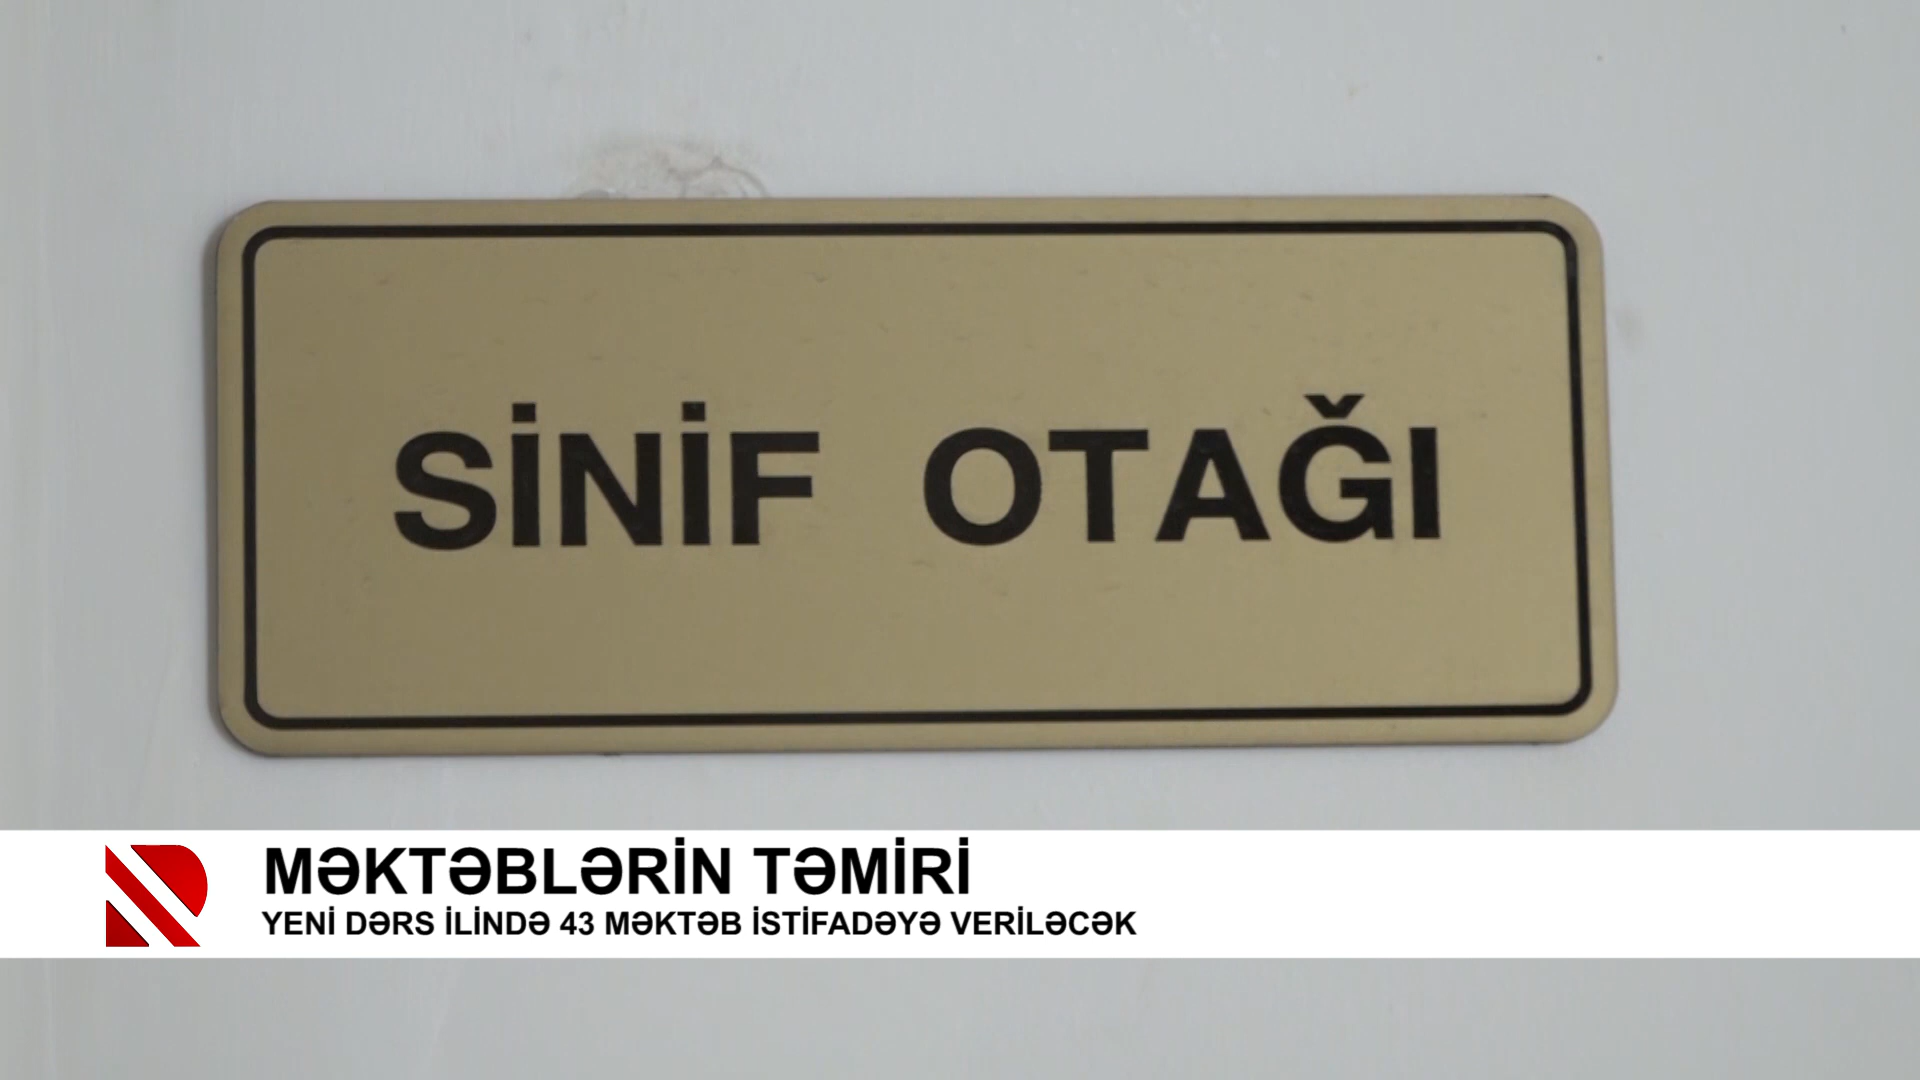 SİNİF OTAĞI
MƏKTƏBLƏRİN TƏMİRİ
YENİ DƏRS İLİNDƏ 43 MƏKTƏB İSTİFADƏYƏ VERİLƏCƏK